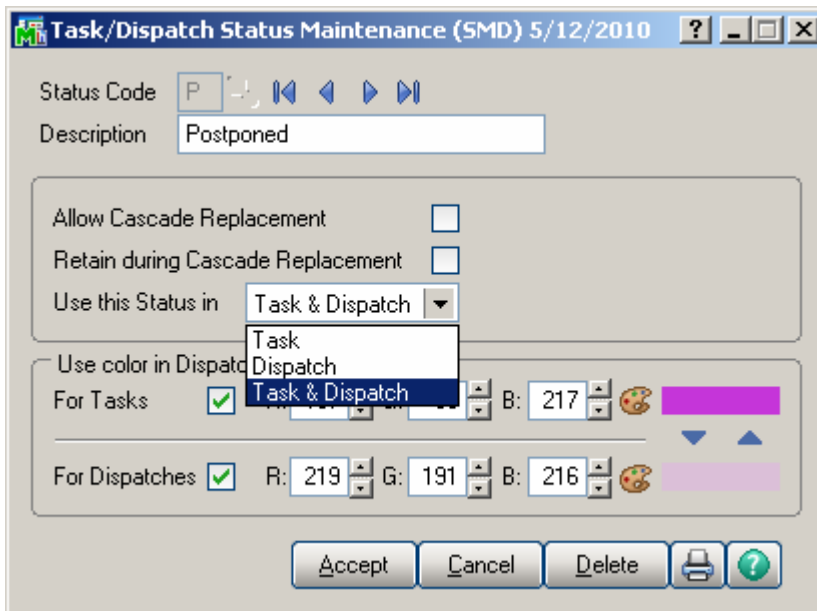 Task/Dispatch Status Maintenance (SMD) 5/12/2010
Status Code P
Description Postponed
Allow Cascade Replacement
Retain during Cascade Replacement
Use this Status in Task & Dispatch
Task
Dispatch
Task & Dispatch
Use color in
For Tasks B: 217
For Dispatches R: 219 G: 191 B: 216
Accept Cancel Delete